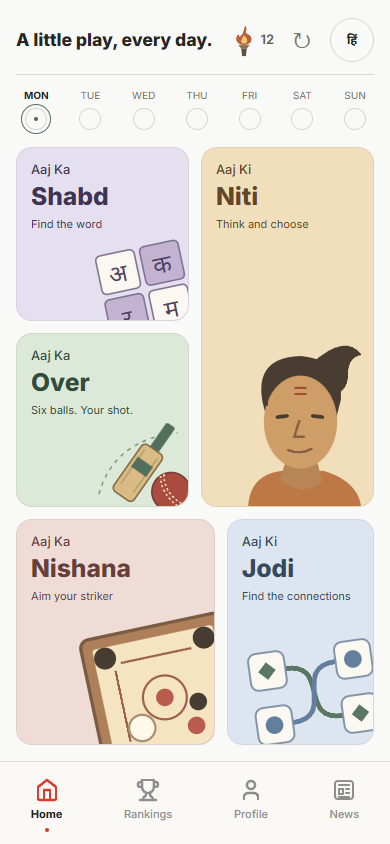 A little play, every day.
12
हिं
MON TUE WED THU FRI SAT SUN
Aaj Ka
Shabd
Find the word
अ क
र म
Aaj Ki
Niti
Think and choose
Aaj Ka
Over
Six balls. Your shot.
Aaj Ka
Nishana
Aim your striker
Aaj Ki
Jodi
Find the connections
Home Rankings Profile News